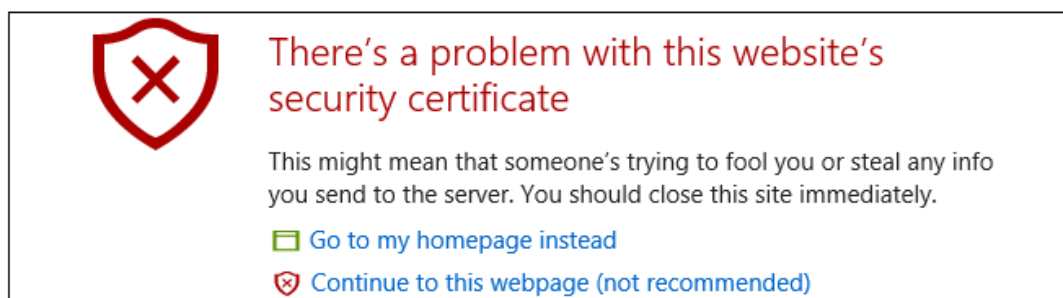 There’s a problem with this website’s
security certificate
This might mean that someone’s trying to fool you or steal any info
you send to the server. You should close this site immediately.
Go to my homepage instead
Continue to this webpage (not recommended)